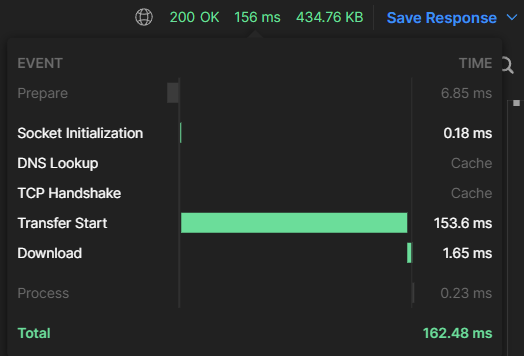 200 OK 156 ms 434.76 KB Save Response
EVENT TIME
Prepare 6.85 ms
Socket Initialization 0.18 ms
DNS Lookup Cache
TCP Handshake Cache
Transfer Start 153.6 ms
Download 1.65 ms
Process 0.23 ms
Total 162.48 ms